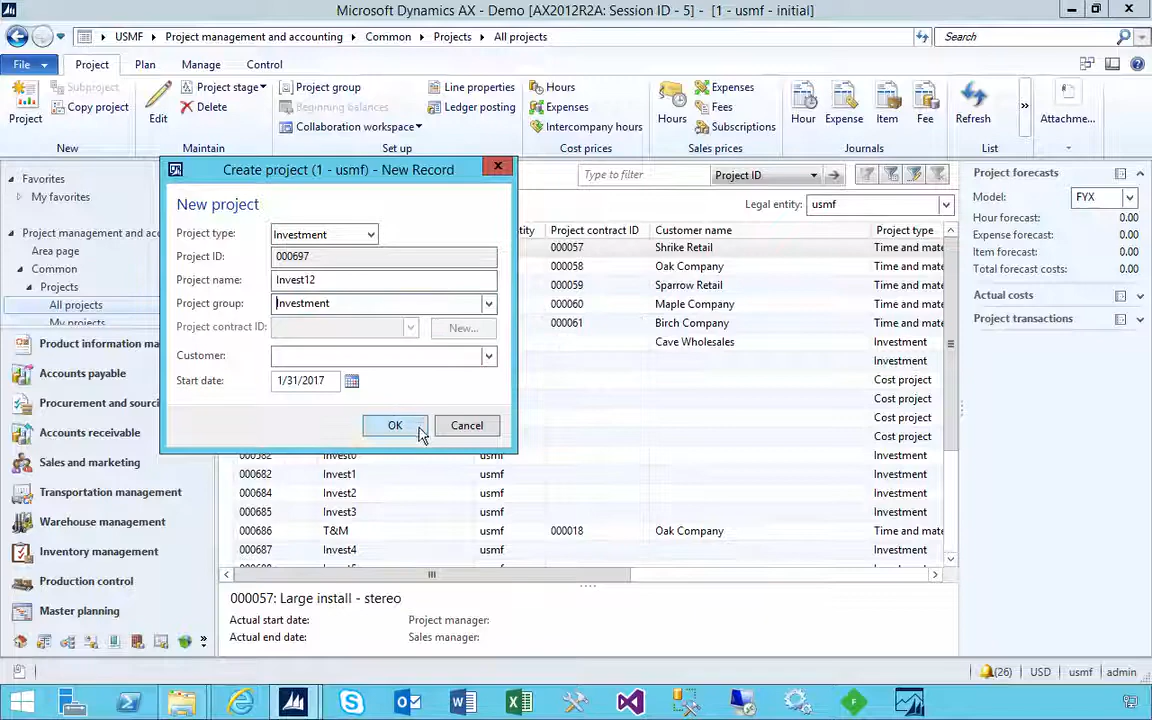 Microsoft Dynamics AX - Demo [AX2012R2A: Session ID - 5] - [1 - usmf - initial]
USMF Project management and accounting Common Projects All projects Search
File Project Plan Manage Control
Project
Subproject
Copy project
New
Edit
Project stage
Delete
Maintain
Project group
Beginning balances
Collaboration workspace
Line properties
Ledger posting
Set up
Hours
Expenses
Intercompany hours
Cost prices
Hours
Expenses
Fees
Subscriptions
Sales prices
Hour
Expense
Item
Fee
Journals
Refresh
List
Attachme...
Create project (1 - usmf) - New Record
New project
Project type: Investment
Project ID: 000697
Project name: Invest12
Project group: Investment
Project contract ID: New...
Customer:
Start date: 1/31/2017
OK Cancel
Favorites
My favorites
Project management and acc
Area page
Common
Projects
All projects
My projects
Product information ma
Accounts payable
Procurement and sourci
Accounts receivable
Sales and marketing
Transportation management
Warehouse management
Inventory management
Production control
Master planning
Type to filter Project ID
Legal entity: usmf
tity Project contract ID Customer name Project type
000057 Shrike Retail Time and mate
000058 Oak Company Time and mate
000059 Sparrow Retail Time and mate
000060 Maple Company Time and mate
000061 Birch Company Time and mate
Cave Wholesales Investment
Investment
Cost project
Cost project
Cost project
Cost project
000582 Invest0 usmf Investment
000682 Invest1 usmf Investment
000684 Invest2 usmf Investment
000685 Invest3 usmf Investment
000686 T&M usmf 000018 Oak Company Time and mate
000687 Invest4 usmf Investment
000057: Large install - stereo
Actual start date: Project manager:
Actual end date: Sales manager:
Project forecasts
Model: FYX
Hour forecast: 0.00
Expense forecast: 0.00
Item forecast: 0.00
Total forecast costs: 0.00
Actual costs
Project transactions
(26) USD usmf admin